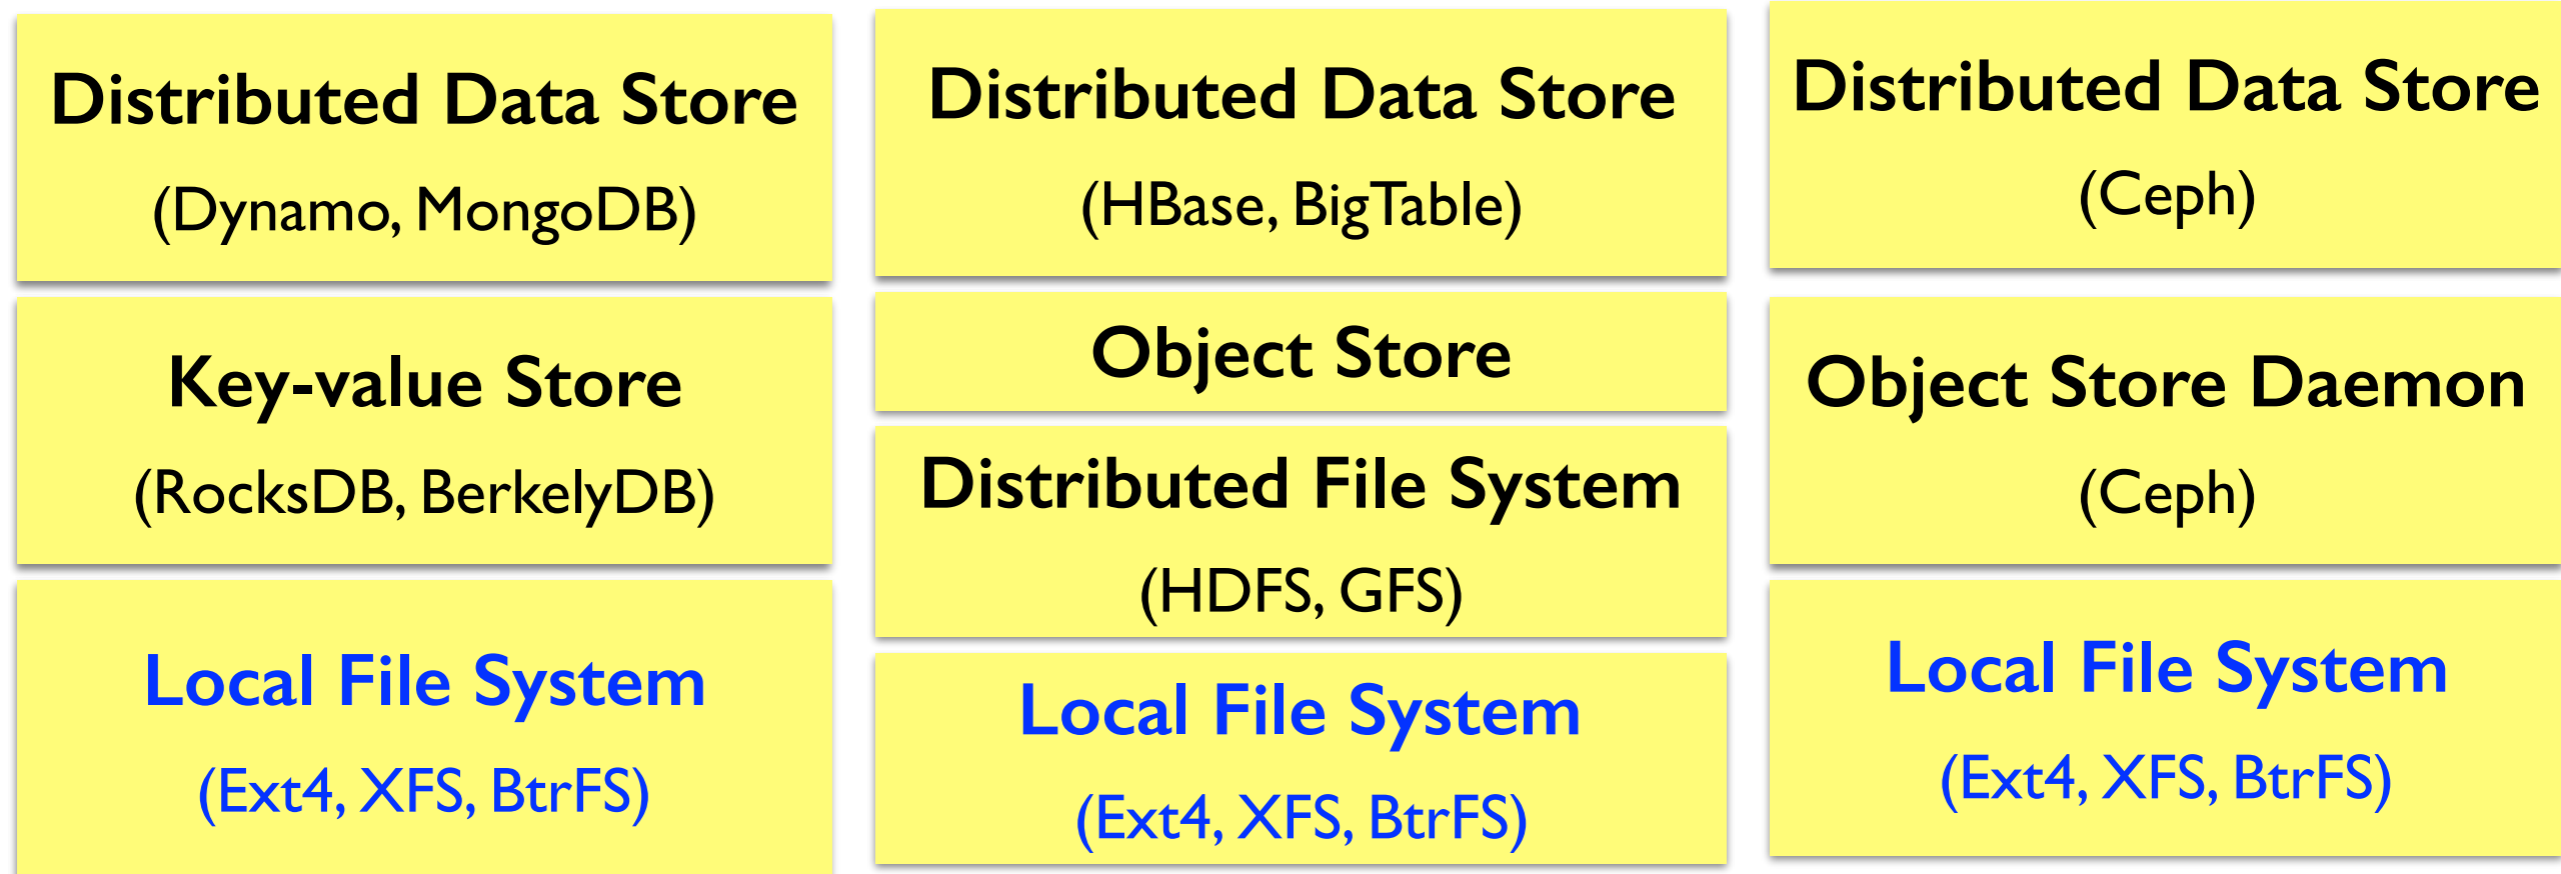 Distributed Data Store
(Dynamo, MongoDB)
Key-value Store
(RocksDB, BerkelyDB)
Local File System
(Ext4, XFS, BtrFS)
Distributed Data Store
(HBase, BigTable)
Object Store
Distributed File System
(HDFS, GFS)
Local File System
(Ext4, XFS, BtrFS)
Distributed Data Store
(Ceph)
Object Store Daemon
(Ceph)
Local File System
(Ext4, XFS, BtrFS)